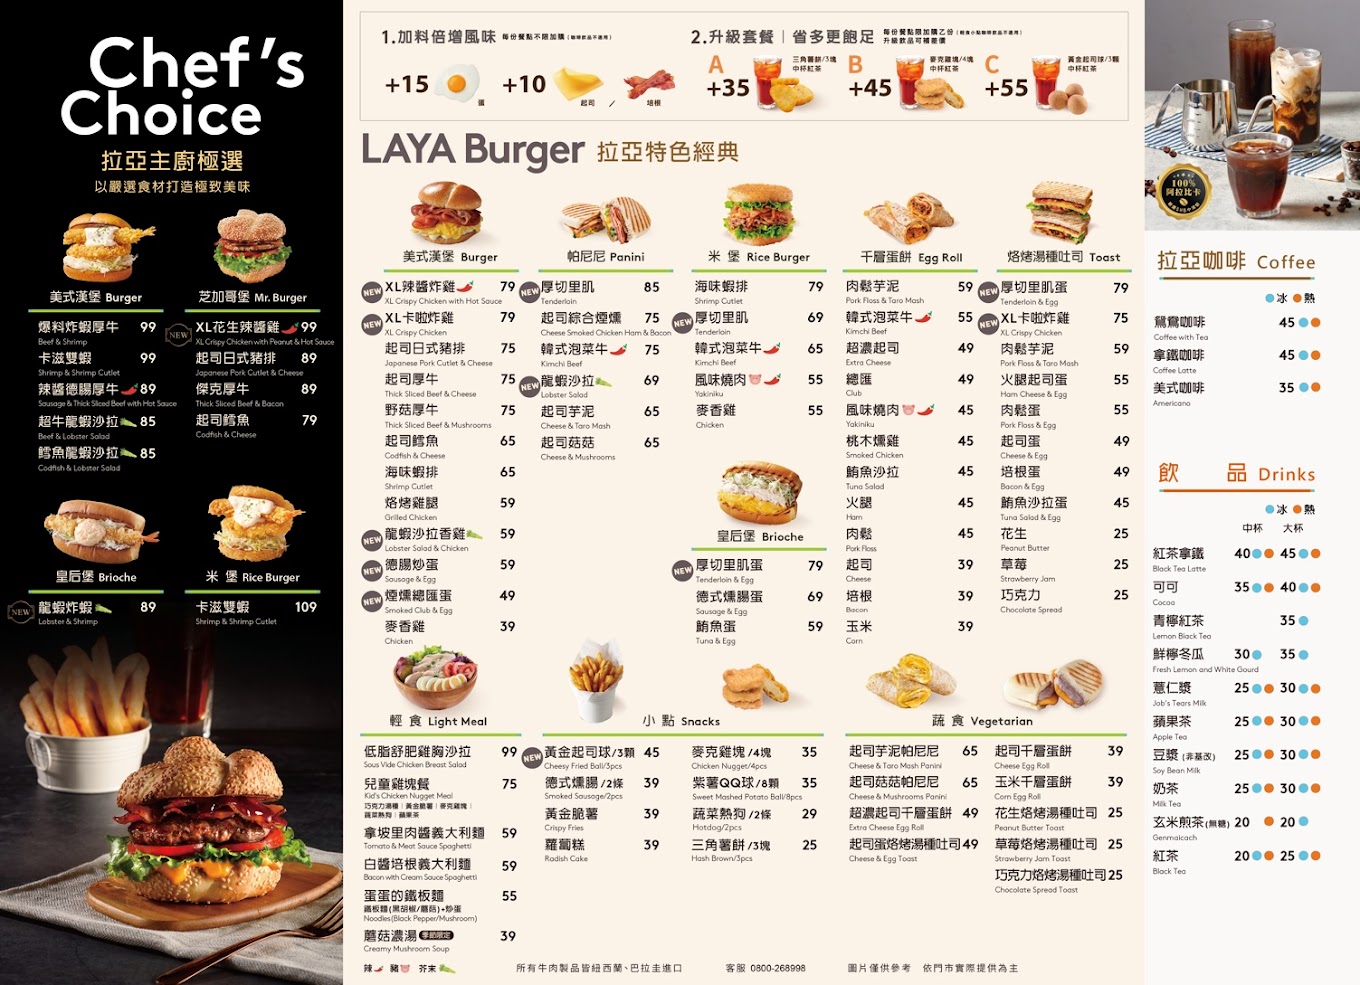 Chef's
Choice
拉亞主廚極選
以嚴選食材打造極致美味
美式漢堡 Burger
爆料炸蝦厚牛 99
Beef & Shrimp
卡滋雙蝦 99
Shrimp & Shrimp Cutlet
辣醬德腸厚牛 89
Sausage & Thick Sliced Beef with Hot Sauce
超牛龍蝦沙拉 85
Beef & Lobster Salad
鱈魚龍蝦沙拉 85
Codfish & Lobster Salad
芝加哥堡 Mr. Burger
NEW XL花生辣醬雞 99
XL Crispy Chicken with Peanut & Hot Sauce
起司日式豬排 89
Japanese Pork Cutlet & Cheese
傑克厚牛 89
Thick Sliced Beef & Bacon
起司鱈魚 79
Codfish & Cheese
皇后堡 Brioche
NEW 龍蝦炸蝦 89
Lobster & Shrimp
米 堡 Rice Burger
卡滋雙蝦 109
Shrimp & Shrimp Cutlet
1.加料倍增風味 每份餐點不限加購(咖啡飲品不適用)
+15 蛋
+10 起司 / 培根
2.升級套餐｜省多更飽足 每份餐點限加購乙份(輕食小點咖啡飲品不適用)
升級飲品可補差價
A +35 三角薯餅/3塊
中杯紅茶
B +45 麥克雞塊/4塊
中杯紅茶
C +55 黃金起司球/3顆
中杯紅茶
LAYA Burger 拉亞特色經典
美式漢堡 Burger
NEW XL辣醬炸雞 79
XL Crispy Chicken with Hot Sauce
NEW XL卡啦炸雞 79
XL Crispy Chicken
起司日式豬排 75
Japanese Pork Cutlet & Cheese
起司厚牛 75
Thick Sliced Beef & Cheese
野菇厚牛 75
Thick Sliced Beef & Mushrooms
起司鱈魚 65
Codfish & Cheese
海味蝦排 65
Shrimp Cutlet
烙烤雞腿 59
Grilled Chicken
NEW 龍蝦沙拉香雞 59
Lobster Salad & Chicken
NEW 德腸炒蛋 59
Sausage & Egg
NEW 煙燻總匯蛋 49
Smoked Club & Egg
麥香雞 39
Chicken
帕尼尼 Panini
NEW 厚切里肌 85
Tenderloin
起司綜合煙燻 75
Cheese Smoked Chicken Ham & Bacon
韓式泡菜牛 75
Kimchi Beef
NEW 龍蝦沙拉 69
Lobster Salad
起司芋泥 65
Cheese & Taro Mash
起司菇菇 65
Cheese & Mushrooms
米 堡 Rice Burger
海味蝦排 79
Shrimp Cutlet
NEW 厚切里肌 69
Tenderloin
韓式泡菜牛 65
Kimchi Beef
風味燒肉 55
Yakiniku
麥香雞 55
Chicken
皇后堡 Brioche
NEW 厚切里肌蛋 79
Tenderloin & Egg
德式燻腸蛋 69
Sausage & Egg
鮪魚蛋 59
Tuna & Egg
千層蛋餅 Egg Roll
肉鬆芋泥 59
Pork Floss & Taro Mash
韓式泡菜牛 55
Kimchi Beef
超濃起司 49
Extra Cheese
總匯 49
Club
風味燒肉 45
Yakiniku
桃木燻雞 45
Smoked Chicken
鮪魚沙拉 45
Tuna Salad
火腿 45
Ham
肉鬆 45
Pork Floss
起司 39
Cheese
培根 39
Bacon
玉米 39
Corn
烙烤湯種吐司 Toast
NEW 厚切里肌蛋 79
Tenderloin & Egg
NEW XL卡啦炸雞 75
XL Crispy Chicken
肉鬆芋泥 59
Pork Floss & Taro Mash
火腿起司蛋 55
Ham Cheese & Egg
肉鬆蛋 55
Pork Floss & Egg
起司蛋 49
Cheese & Egg
培根蛋 49
Bacon & Egg
鮪魚沙拉蛋 45
Tuna Salad & Egg
花生 25
Peanut Butter
草莓 25
Strawberry Jam
巧克力 25
Chocolate Spread
輕 食 Light Meal
低脂舒肥雞胸沙拉 99
Sous Vide Chicken Breast Salad
兒童雞塊餐 75
Kid's Chicken Nugget Meal
巧克力湯種｜黃金脆薯｜麥克雞塊｜
蔬菜熱狗｜蘋果茶
拿坡里肉醬義大利麵 59
Tomato & Meat Sauce Spaghetti
白醬培根義大利麵 59
Bacon with Cream Sauce Spaghetti
蛋蛋的鐵板麵 55
鐵板麵(黑胡椒/蘑菇)+炒蛋
Noodles(Black Pepper/Mushroom)
蘑菇濃湯 季節限定 39
Creamy Mushroom Soup
小 點 Snacks
NEW 黃金起司球/3顆 45
Cheesy Fried Ball/3pcs
德式燻腸/2條 39
Smoked Sausage/2pcs
黃金脆薯 39
Crispy Fries
蘿蔔糕 39
Radish Cake
麥克雞塊/4塊 35
Chicken Nugget/4pcs
紫薯QQ球/8顆 35
Sweet Mashed Potato Ball/8pcs
蔬菜熱狗/2條 29
Hotdog/2pcs
三角薯餅/3塊 25
Hash Brown/3pcs
蔬 食 Vegetarian
起司芋泥帕尼尼 65
Cheese & Taro Mash Panini
起司菇菇帕尼尼 65
Cheese & Mushrooms Panini
超濃起司千層蛋餅 49
Extra Cheese Egg Roll
起司蛋烙烤湯種吐司 49
Cheese & Egg Toast
起司千層蛋餅 39
Cheese Egg Roll
玉米千層蛋餅 39
Corn Egg Roll
花生烙烤湯種吐司 25
Peanut Butter Toast
草莓烙烤湯種吐司 25
Strawberry Jam Toast
巧克力烙烤湯種吐司 25
Chocolate Spread Toast
辣 豬 芥末
所有牛肉製品皆紐西蘭、巴拉圭進口
客服 0800-268998
圖片僅供參考 依門市實際提供為主
100%
阿拉比卡
拉亞咖啡 Coffee
冰 熱
鴛鴦咖啡 45
Coffee with Tea
拿鐵咖啡 45
Coffee Latte
美式咖啡 35
Americano
飲 品 Drinks
冰 熱
中杯 大杯
紅茶拿鐵 40 45
Black Tea Latte
可可 35 40
Cocoa
青檸紅茶 35
Lemon Black Tea
鮮檸冬瓜 30 35
Fresh Lemon and White Gourd
薏仁漿 25 30
Job's Tears Milk
蘋果茶 25 30
Apple Tea
豆漿 (非基改) 25 30
Soy Bean Milk
奶茶 25 30
Milk Tea
玄米煎茶(無糖) 20 20
Genmaicach
紅茶 20 25
Black Tea